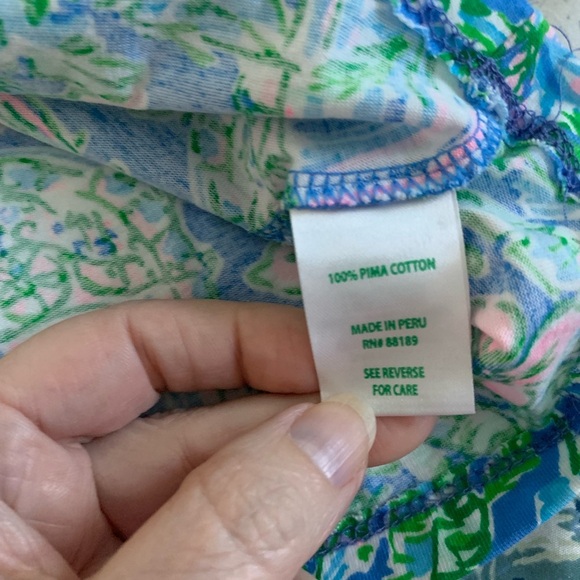 100% PIMA COTTON
MADE IN PERU
RN# 88189
SEE REVERSE
FOR CARE